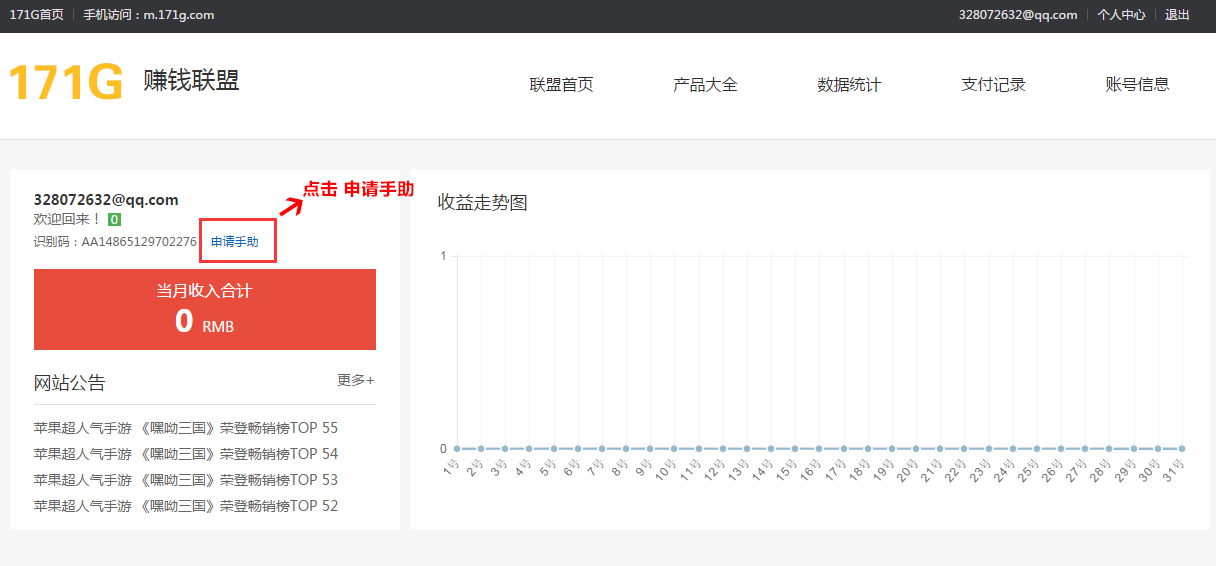 171G首页 手机访问：m.171g.com 328072632@qq.com 个人中心 退出
171G 赚钱联盟 联盟首页 产品大全 数据统计 支付记录 账号信息
点击 申请手助
328072632@qq.com
欢迎回来！ 0
识别码：AA14865129702276 申请手助
当月收入合计
0 RMB
网站公告 更多+
苹果超人气手游 《嘿呦三国》荣登畅销榜TOP 55
苹果超人气手游 《嘿呦三国》荣登畅销榜TOP 54
苹果超人气手游 《嘿呦三国》荣登畅销榜TOP 53
苹果超人气手游 《嘿呦三国》荣登畅销榜TOP 52
收益走势图
1
0
1号 2号 3号 4号 5号 6号 7号 8号 9号 10号 11号 12号 13号 14号 15号 16号 17号 18号 19号 20号 21号 22号 23号 24号 25号 26号 27号 28号 29号 30号 31号